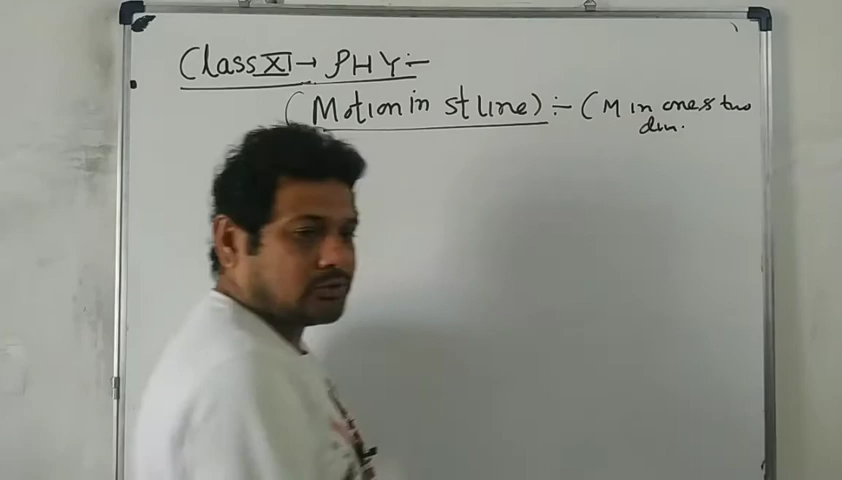 Class XI → PHY :-
(Motion in st line) :- (M in one & two
dim.